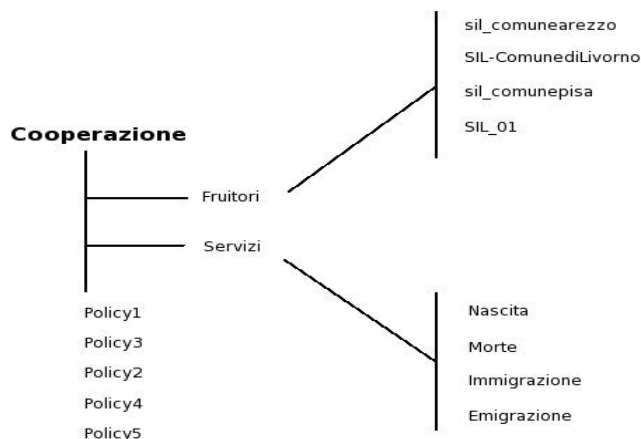 Cooperazione
Fruitori
Servizi
Policy1
Policy3
Policy2
Policy4
Policy5
sil_comunearezzo
SIL-ComunediLivorno
sil_comunepisa
SIL_01
Nascita
Morte
Immigrazione
Emigrazione